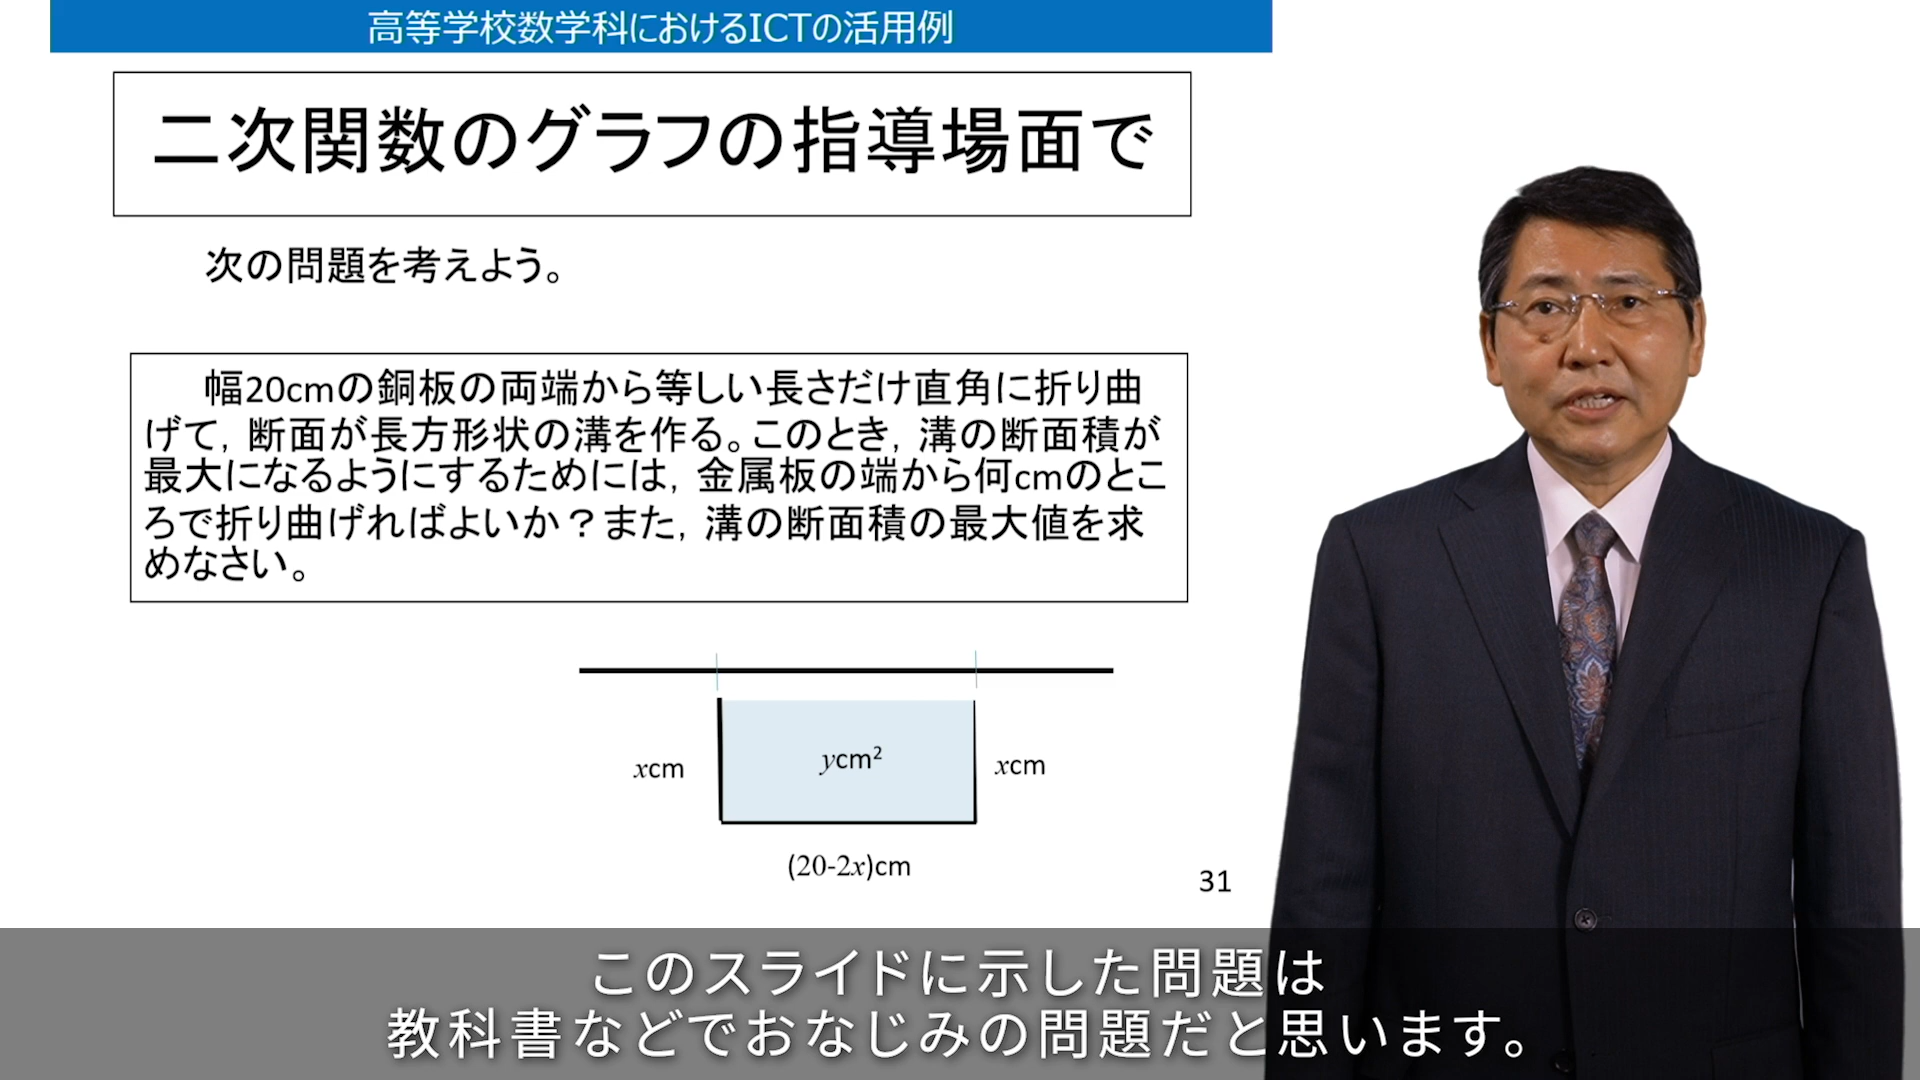 高等学校数学科におけるICTの活用例
二次関数のグラフの指導場面で
次の問題を考えよう。
幅20cmの銅板の両端から等しい長さだけ直角に折り曲
げて，断面が長方形状の溝を作る。このとき，溝の断面積が
最大になるようにするためには，金属板の端から何cmのとこ
ろで折り曲げればよいか？また，溝の断面積の最大値を求
めなさい。
xcm
ycm²
xcm
(20-2x)cm
31
このスライドに示した問題は
教科書などでおなじみの問題だと思います。